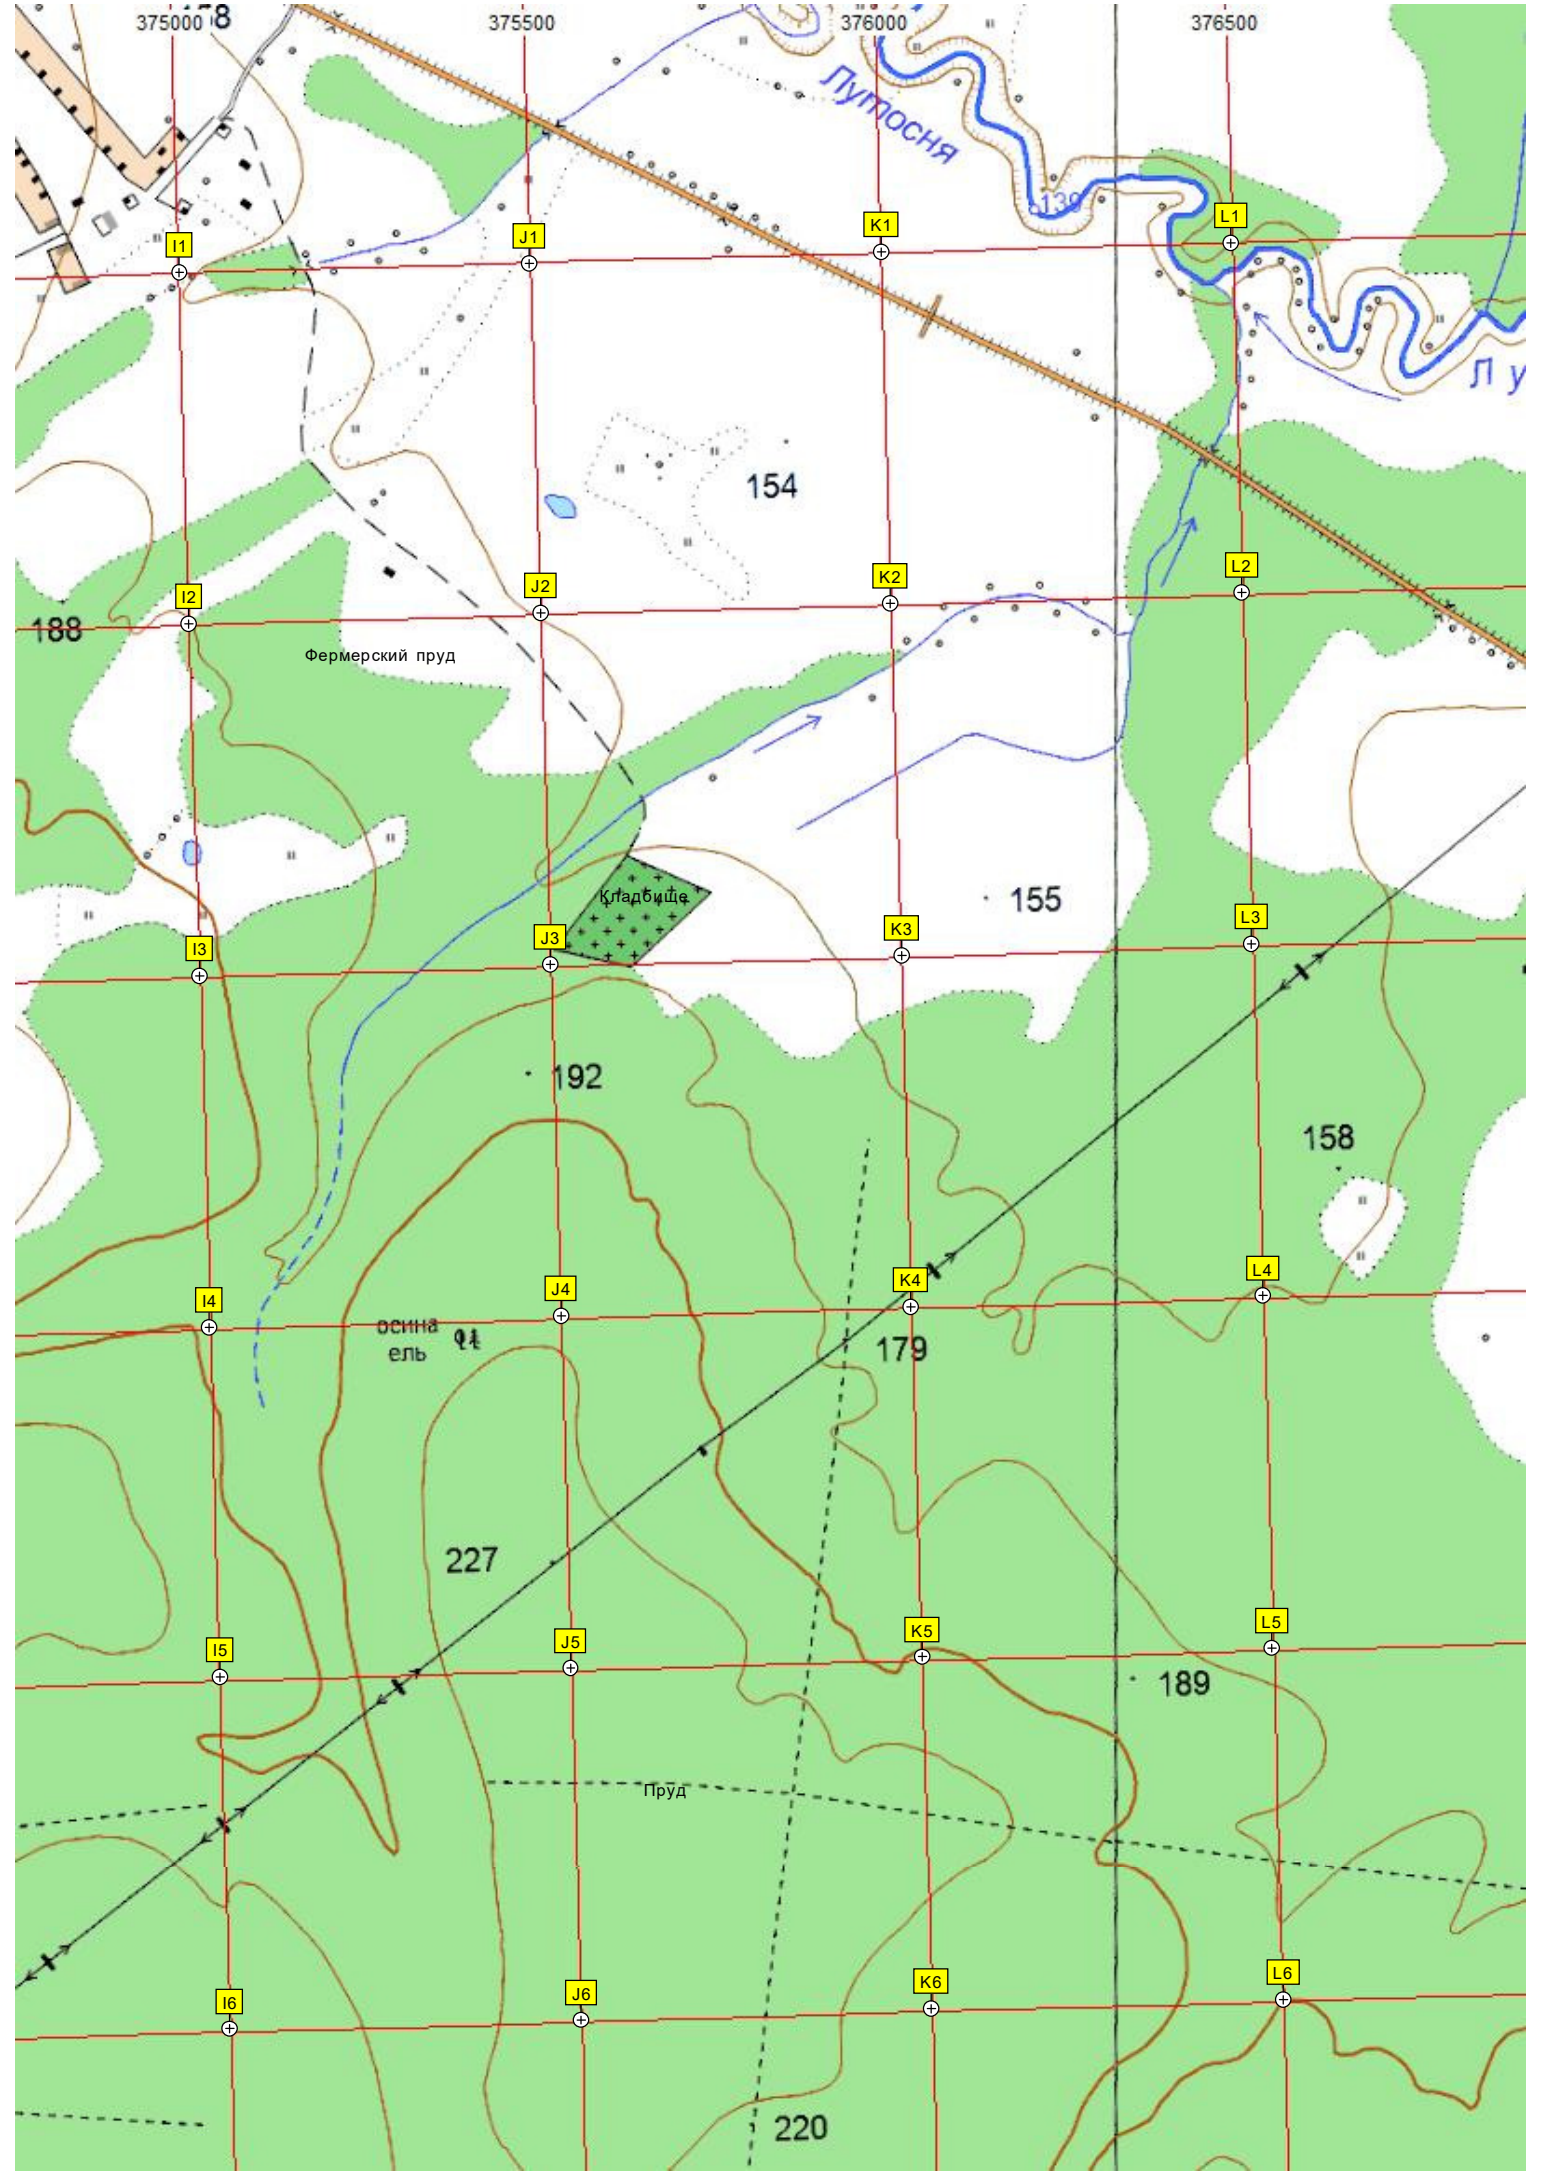 375000
8
375500
376000
376500
Лутосня
139
I1
J1
K1
L1
Л у
154
I2
J2
K2
L2
188
Фермерский пруд
Кладбище
155
I3
J3
K3
L3
192
158
I4
J4
K4
L4
осина
ель
179
227
I5
J5
K5
L5
189
Пруд
I6
J6
K6
L6
220